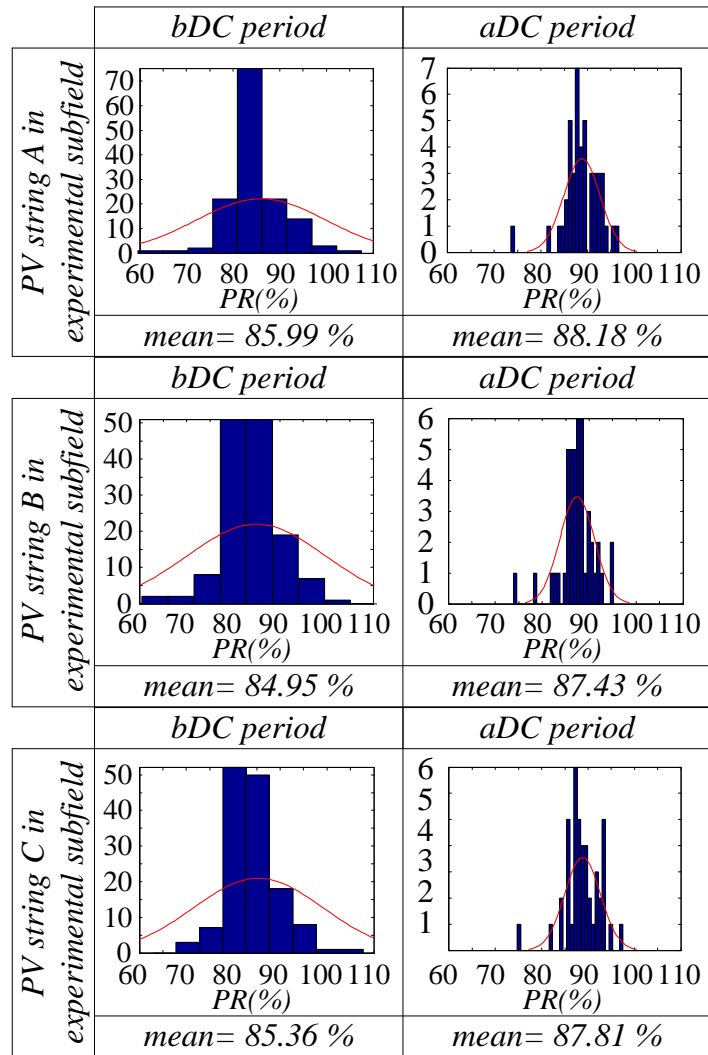 bDC period
aDC period
PV string A in
experimental subfield
70
60
50
40
30
20
10
0
60 70 80 90 100 110
PR(%)
7
6
5
4
3
2
1
0
60 70 80 90 100 110
PR(%)
mean= 85.99 %
88.18 %
bDC period
aDC period
PV string B in
experimental subfield
50
40
30
20
10
0
60 70 80 90 100 110
PR(%)
6
5
4
3
2
1
0
60 70 80 90 100 110
PR(%)
mean= 84.95 %
mean= 87.43 %
bDC period
aDC period
PV string C in
experimental subfield
50
40
30
20
10
0
60 70 80 90 100 110
PR(%)
6
5
4
3
2
1
60 70 80 90 100 110
PR(%)
mean= 85.36 %
mean= 87.81 %